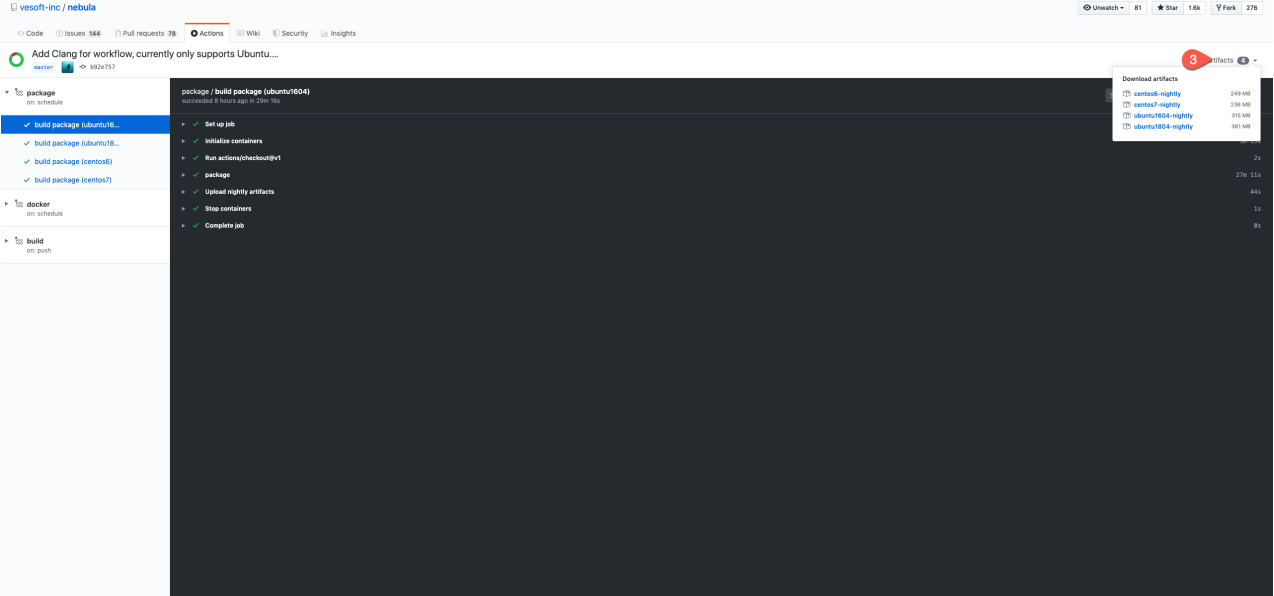 vesoft-inc / nebula
Unwatch 81 Star 1.6k Fork 276
Code Issues 144 Pull requests 78 Actions Wiki Security Insights
Add Clang for workflow, currently only supports Ubuntu....
master b92e757
3 rtifacts 4
Download artifacts
centos6-nightly 249 MB
centos7-nightly 236 MB
ubuntu1604-nightly 315 MB
ubuntu1804-nightly 361 MB
package
on: schedule
build package (ubuntu16...
build package (ubuntu18...
build package (centos6)
build package (centos7)
docker
on: schedule
build
on: push
package / build package (ubuntu1604)
succeeded 8 hours ago in 29m 16s
Set up job
Initialize containers
Run actions/checkout@v1 2s
package 27m 11s
Upload nightly artifacts 44s
Stop containers 1s
Complete job 0s